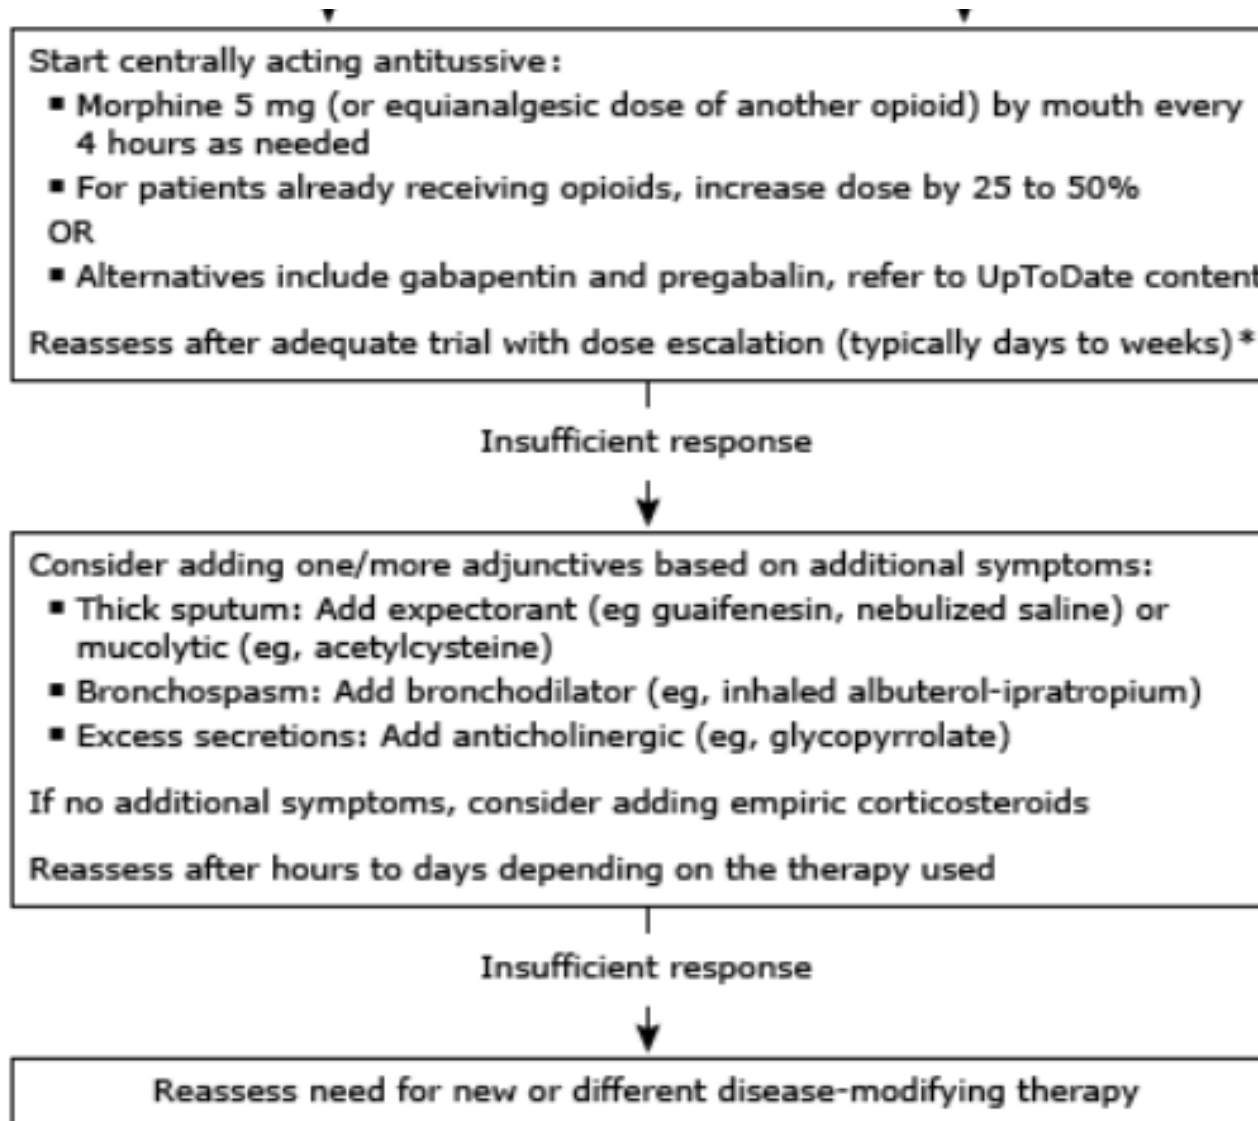 Start centrally acting antitussive:
▪ Morphine 5 mg (or equianalgesic dose of another opioid) by mouth every
4 hours as needed
▪ For patients already receiving opioids, increase dose by 25 to 50%
OR
▪ Alternatives include gabapentin and pregabalin, refer to UpToDate content
Reassess after adequate trial with dose escalation (typically days to weeks)*
Insufficient response
Consider adding one/more adjunctives based on additional symptoms:
▪ Thick sputum: Add expectorant (eg guaifenesin, nebulized saline) or
mucolytic (eg, acetylcysteine)
▪ Bronchospasm: Add bronchodilator (eg, inhaled albuterol-ipratropium)
▪ Excess secretions: Add anticholinergic (eg, glycopyrrolate)
If no additional symptoms, consider adding empiric corticosteroids
Reassess after hours to days depending on the therapy used
Insufficient response
Reassess need for new or different disease-modifying therapy